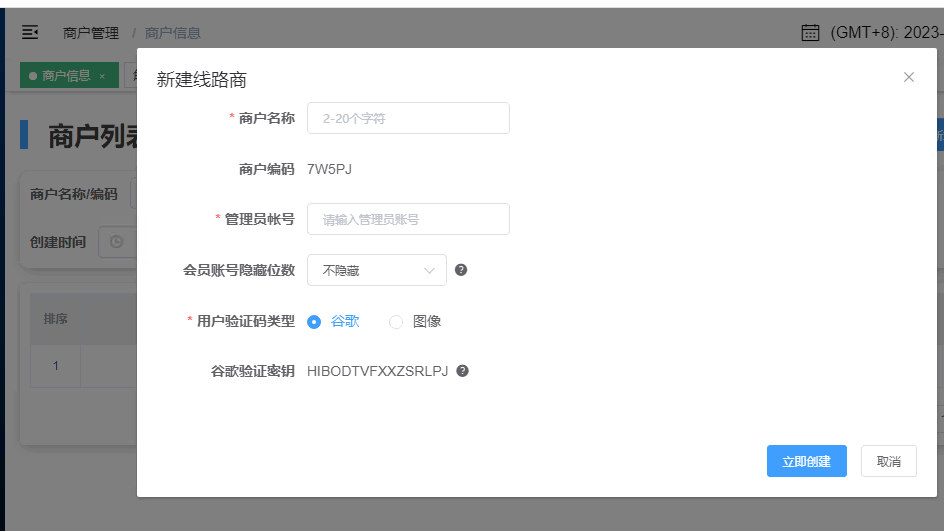 商户管理 / 商户信息
(GMT+8): 2023-
商户信息 ×
新建线路商
商户列表
* 商户名称 2-20个字符
商户编码 7W5PJ
商户名称/编码
* 管理员帐号 请输入管理员账号
创建时间
会员账号隐藏位数 不隐藏
排序
* 用户验证码类型 谷歌 图像
1
谷歌验证密钥 HIBODTVFXXZSRLPJ
立即创建 取消